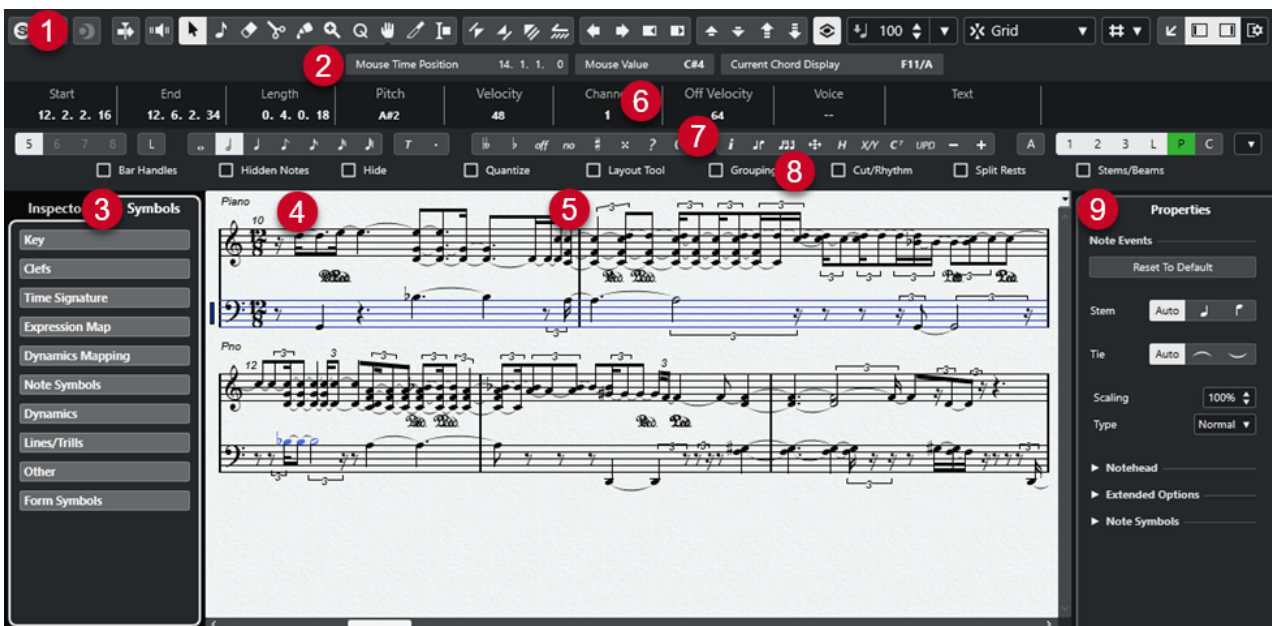 1
100 Grid
2 Mouse Time Position 14. 1. 1. 0 Mouse Value C#4 Current Chord Display F11/A
Start End Length Pitch Velocity Off Velocity Voice Text
12. 2. 2. 16 12. 6. 2. 34 0. 4. 0. 18 A#2 48 1 6 64 --
5 6 7 8 L T . off no ? 7 i H X/Y C7 UPD - + A 1 2 3 L P C
Bar Handles Hidden Notes Hide Quantize Layout Tool Grouping 8 Cut/Rhythm Split Rests Stems/Beams
Inspecto 3 Symbols
Key
Clefs
Time Signature
Expression Map
Dynamics Mapping
Note Symbols
Dynamics
Lines/Trills
Other
Form Symbols
Piano
10 4 5
12 8
12 8
Pno
12
9 Properties
Note Events
Reset To Default
Stem Auto
Tie Auto
Scaling 100%
Type Normal
Notehead
Extended Options
Note Symbols